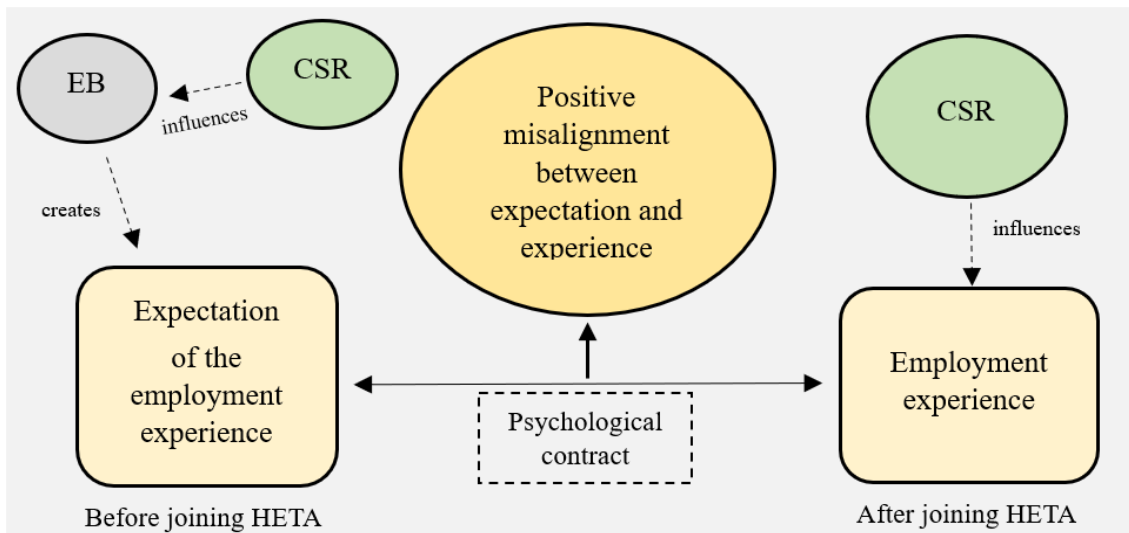 EB
CSR
influences
creates
Expectation
of the
employment
experience
Before joining HETA
Positive
misalignment
between
expectation and
experience
Psychological
contract
CSR
influences
Employment
experience
After joining HETA